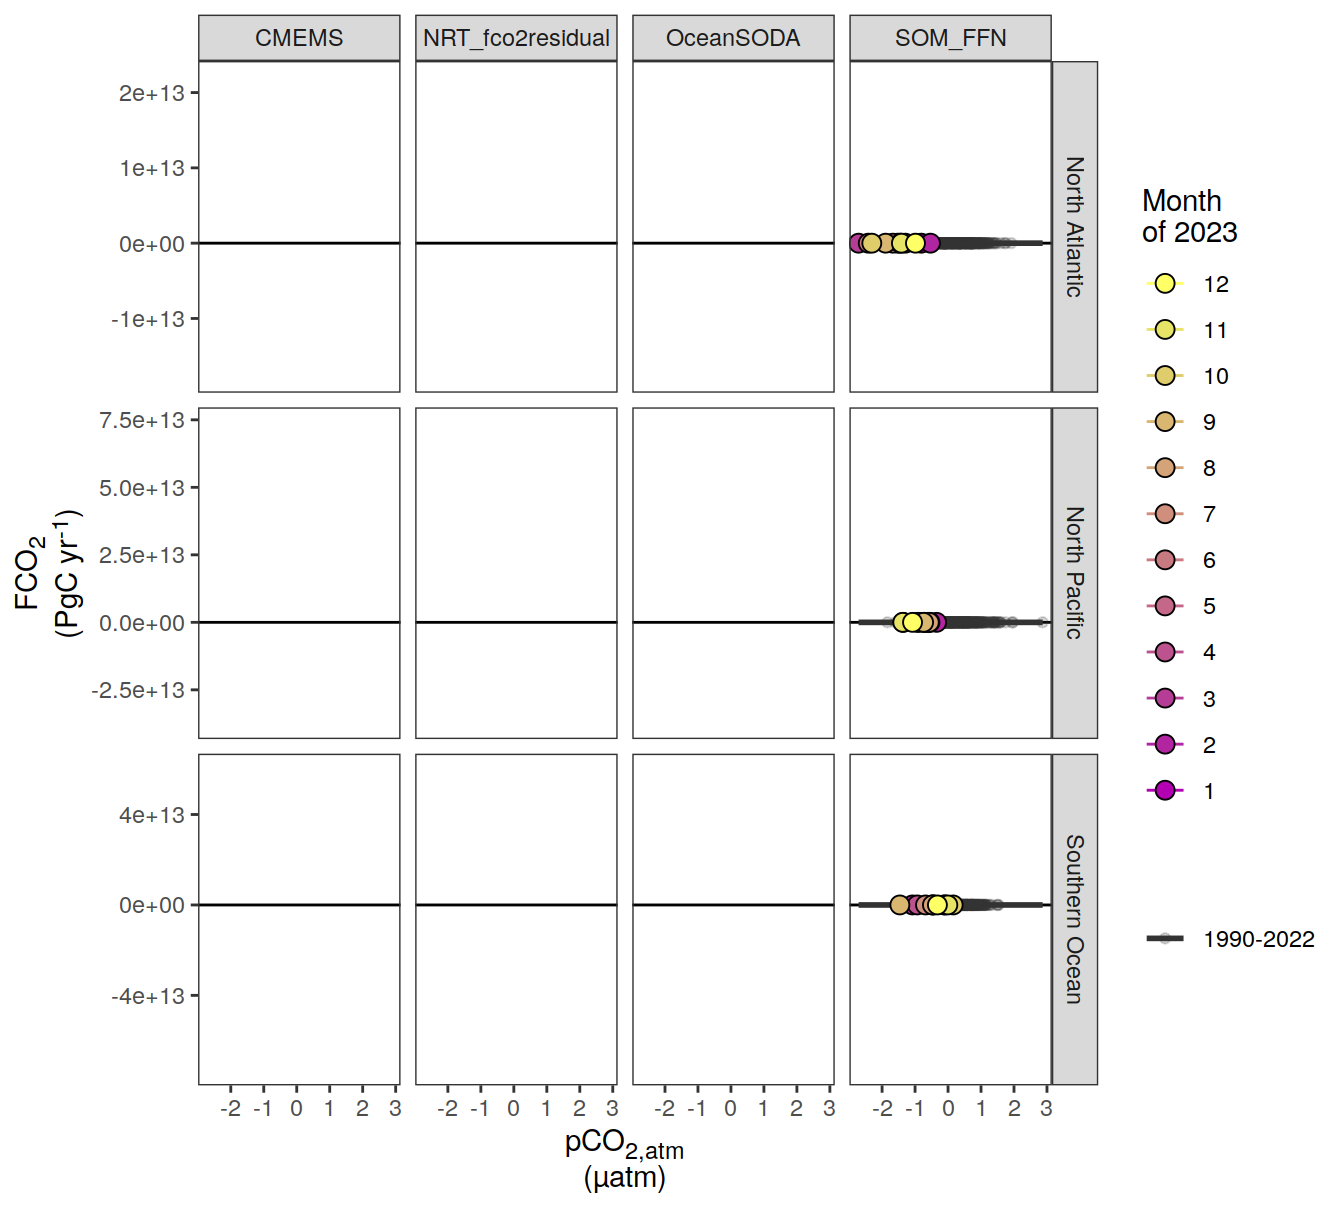 CMEMS NRT_fco2residual OceanSODA SOM_FFN
2e+13
1e+13
0e+00
-1e+13
North Atlantic
7.5e+13
5.0e+13
2.5e+13
0.0e+00
-2.5e+13
North Pacific
4e+13
0e+00
-4e+13
Southern Ocean
-2 -1 0 1 2 3 -2 -1 0 1 2 3 -2 -1 0 1 2 3 -2 -1 0 1 2 3
pCO2,atm
(µatm)
FCO2
(PgC yr-1)
Month
of 2023
12
11
10
9
8
7
6
5
4
3
2
1
1990-2022